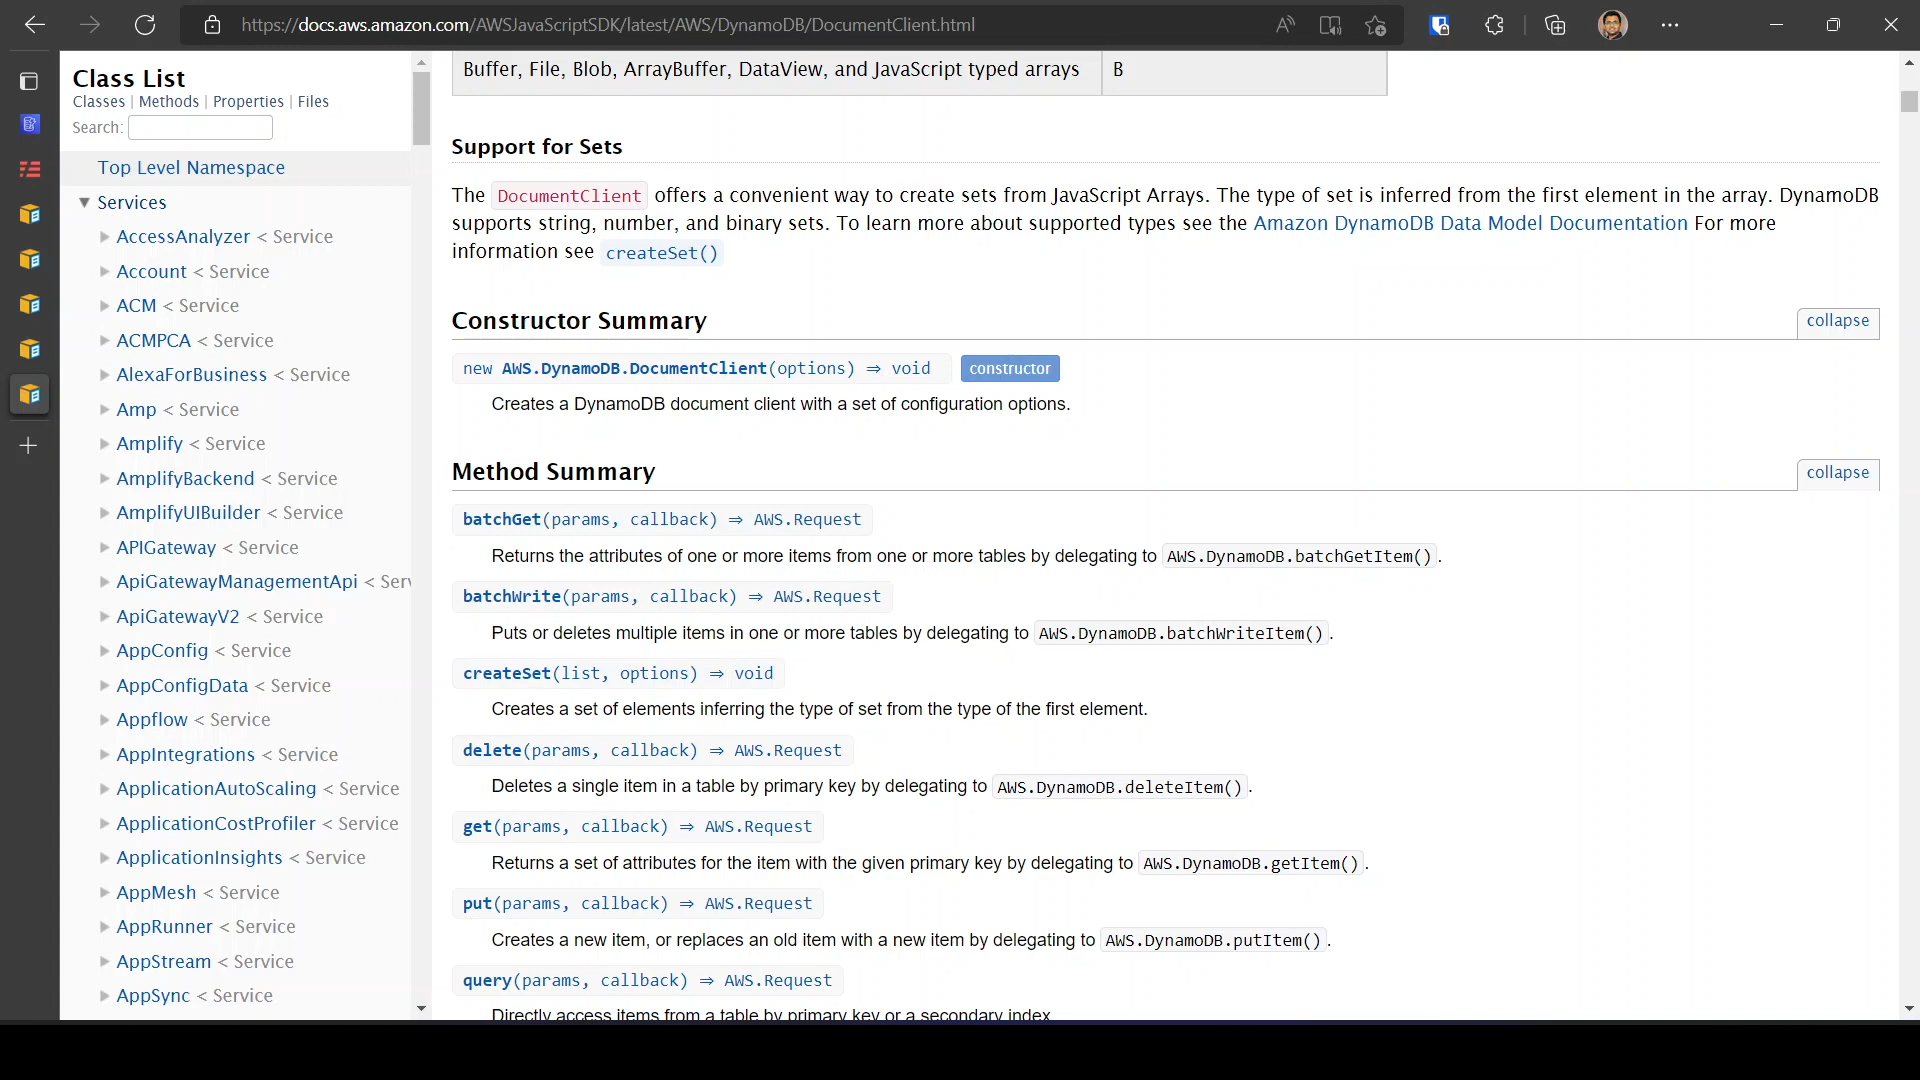 https://docs.aws.amazon.com/AWSJavaScriptSDK/latest/AWS/DynamoDB/DocumentClient.html
Class List
Classes | Methods | Properties | Files
Search:
Top Level Namespace
Services
AccessAnalyzer < Service
Account < Service
ACM < Service
ACMPCA < Service
AlexaForBusiness < Service
Amp < Service
Amplify < Service
AmplifyBackend < Service
AmplifyUIBuilder < Service
APIGateway < Service
ApiGatewayManagementApi < Serv
ApiGatewayV2 < Service
AppConfig < Service
AppConfigData < Service
Appflow < Service
AppIntegrations < Service
ApplicationAutoScaling < Service
ApplicationCostProfiler < Service
ApplicationInsights < Service
AppMesh < Service
AppRunner < Service
AppStream < Service
AppSync < Service
Buffer, File, Blob, ArrayBuffer, DataView, and JavaScript typed arrays B
Support for Sets
The DocumentClient offers a convenient way to create sets from JavaScript Arrays. The type of set is inferred from the first element in the array. DynamoDB
supports string, number, and binary sets. To learn more about supported types see the Amazon DynamoDB Data Model Documentation For more
information see createSet()
Constructor Summary collapse
new AWS.DynamoDB.DocumentClient(options) ⇒ void constructor
Creates a DynamoDB document client with a set of configuration options.
Method Summary collapse
batchGet(params, callback) ⇒ AWS.Request
Returns the attributes of one or more items from one or more tables by delegating to AWS.DynamoDB.batchGetItem().
batchWrite(params, callback) ⇒ AWS.Request
Puts or deletes multiple items in one or more tables by delegating to AWS.DynamoDB.batchWriteItem().
createSet(list, options) ⇒ void
Creates a set of elements inferring the type of set from the type of the first element.
delete(params, callback) ⇒ AWS.Request
Deletes a single item in a table by primary key by delegating to AWS.DynamoDB.deleteItem().
get(params, callback) ⇒ AWS.Request
Returns a set of attributes for the item with the given primary key by delegating to AWS.DynamoDB.getItem().
put(params, callback) ⇒ AWS.Request
Creates a new item, or replaces an old item with a new item by delegating to AWS.DynamoDB.putItem().
query(params, callback) ⇒ AWS.Request
Directly access items from a table by primary key or a secondary index.